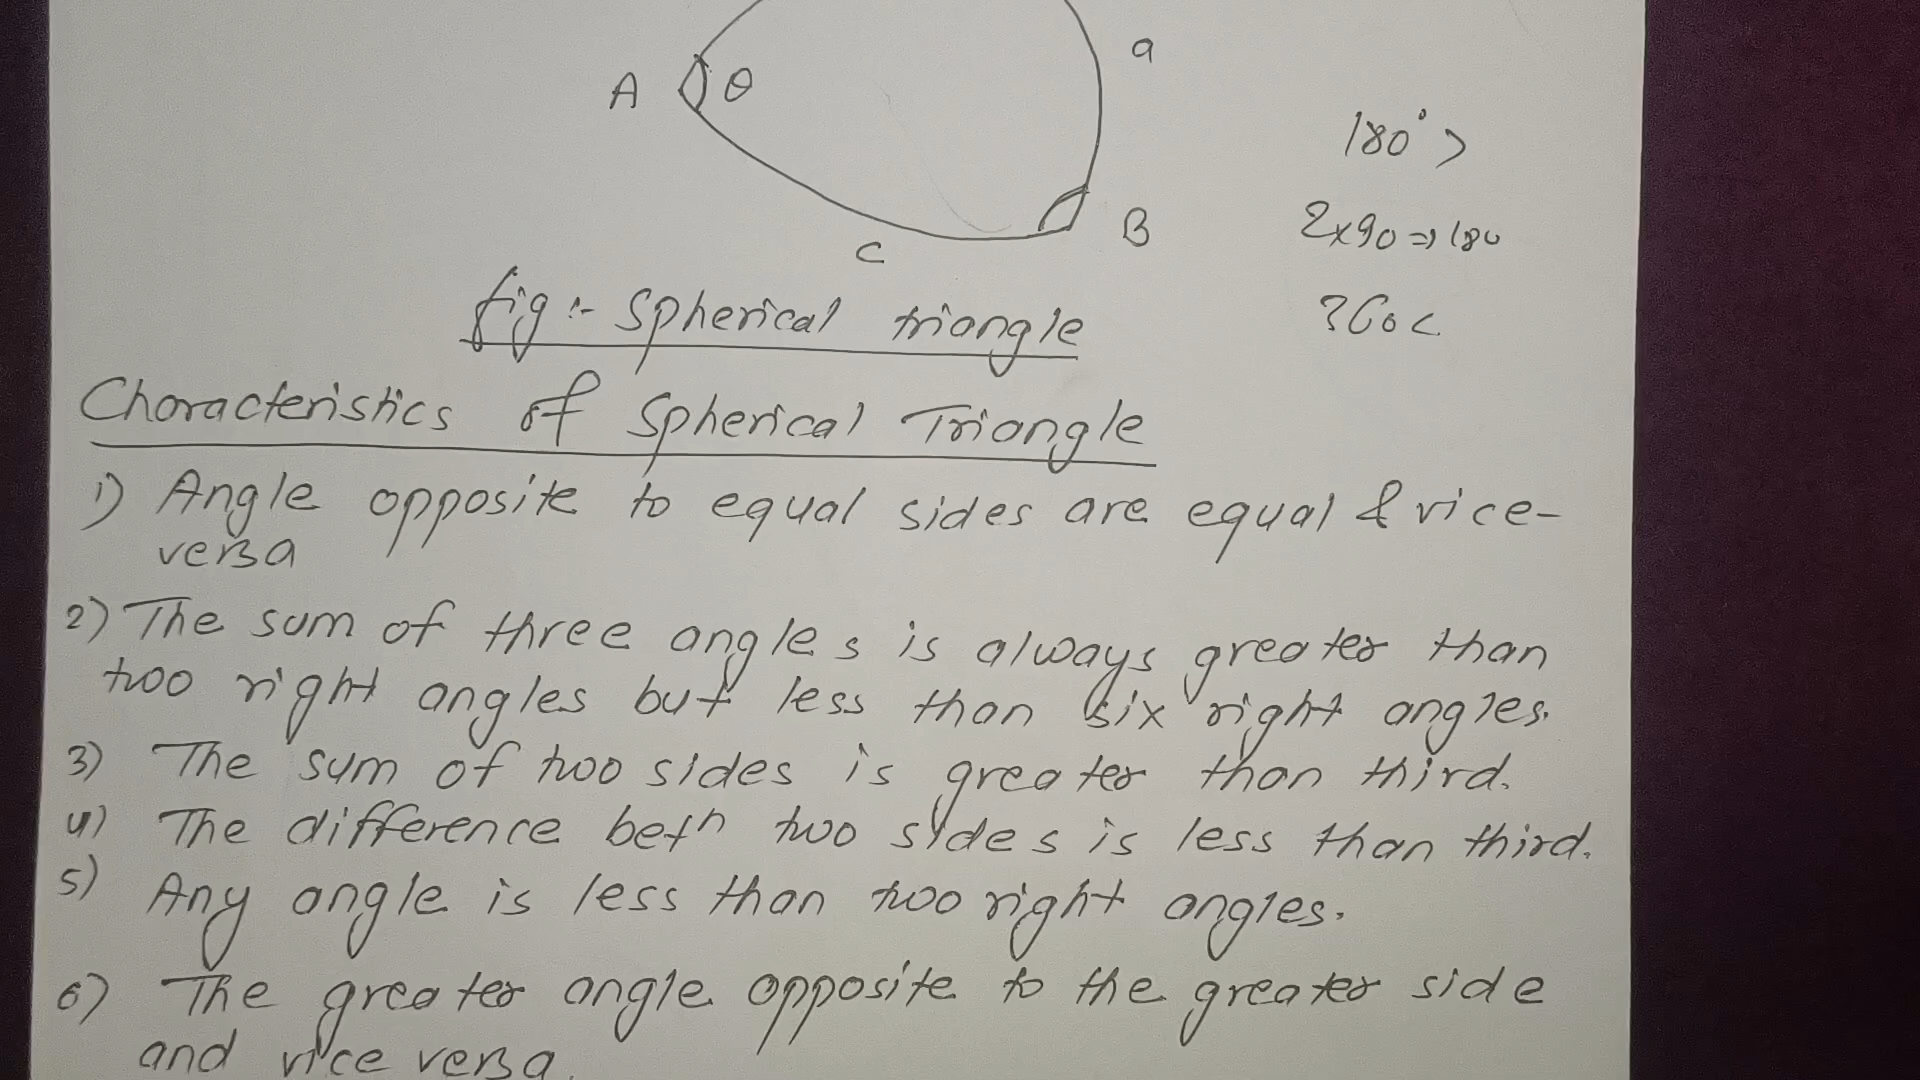 a
A θ
180° >
B
2x90 => 180
c
360 <
fig :- Spherical triangle
Characteristics of Spherical Triangle
1) Angle opposite to equal sides are equal & vice-
versa
2) The sum of three angles is always greater than
two right angles but less than six right angles.
3) The sum of two sides is greater than third.
4) The difference betn two sides is less than third.
5) Any angle is less than two right angles.
6) The greater angle opposite to the greater side
and vice versa.